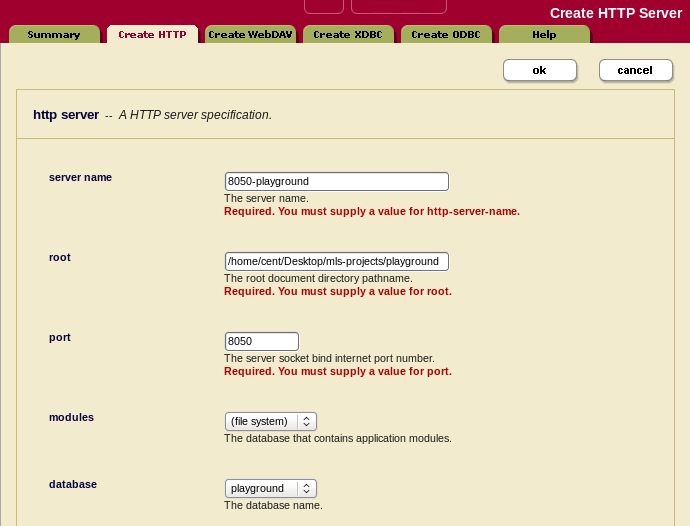 Create HTTP Server
Summary
Create HTTP
Create WebDAV
Create XDBC
Create ODBC
Help
ok
cancel
http server -- A HTTP server specification.
server name
8050-playground
The server name.
Required. You must supply a value for http-server-name.
root
/home/cent/Desktop/mls-projects/playground
The root document directory pathname.
Required. You must supply a value for root.
port
8050
The server socket bind internet port number.
Required. You must supply a value for port.
modules
(file system)
The database that contains application modules.
database
playground
The database name.